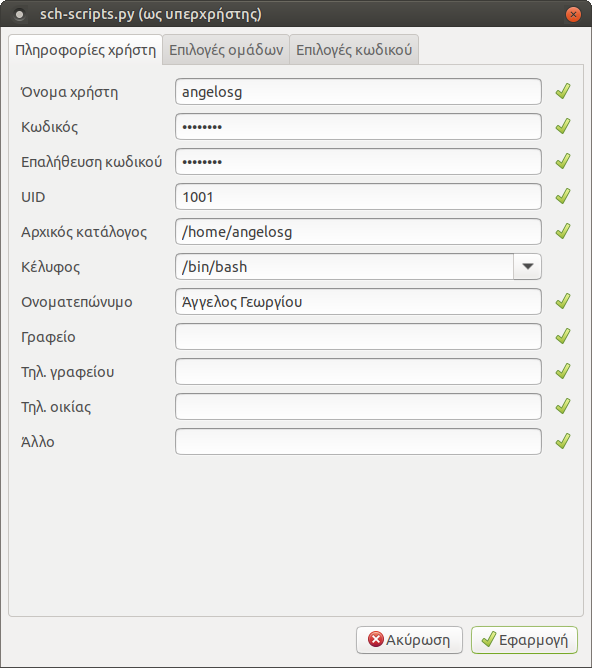 sch-scripts.py (ως υπερχρήστης)
Πληροφορίες χρήστη Επιλογές ομάδων Επιλογές κωδικού
Όνομα χρήστη angelosg
Κωδικός ••••••••
Επαλήθευση κωδικού ••••••••
UID 1001
Αρχικός κατάλογος /home/angelosg
Κέλυφος /bin/bash
Ονοματεπώνυμο Άγγελος Γεωργίου
Γραφείο
Τηλ. γραφείου
Τηλ. οικίας
Άλλο
Ακύρωση Εφαρμογή